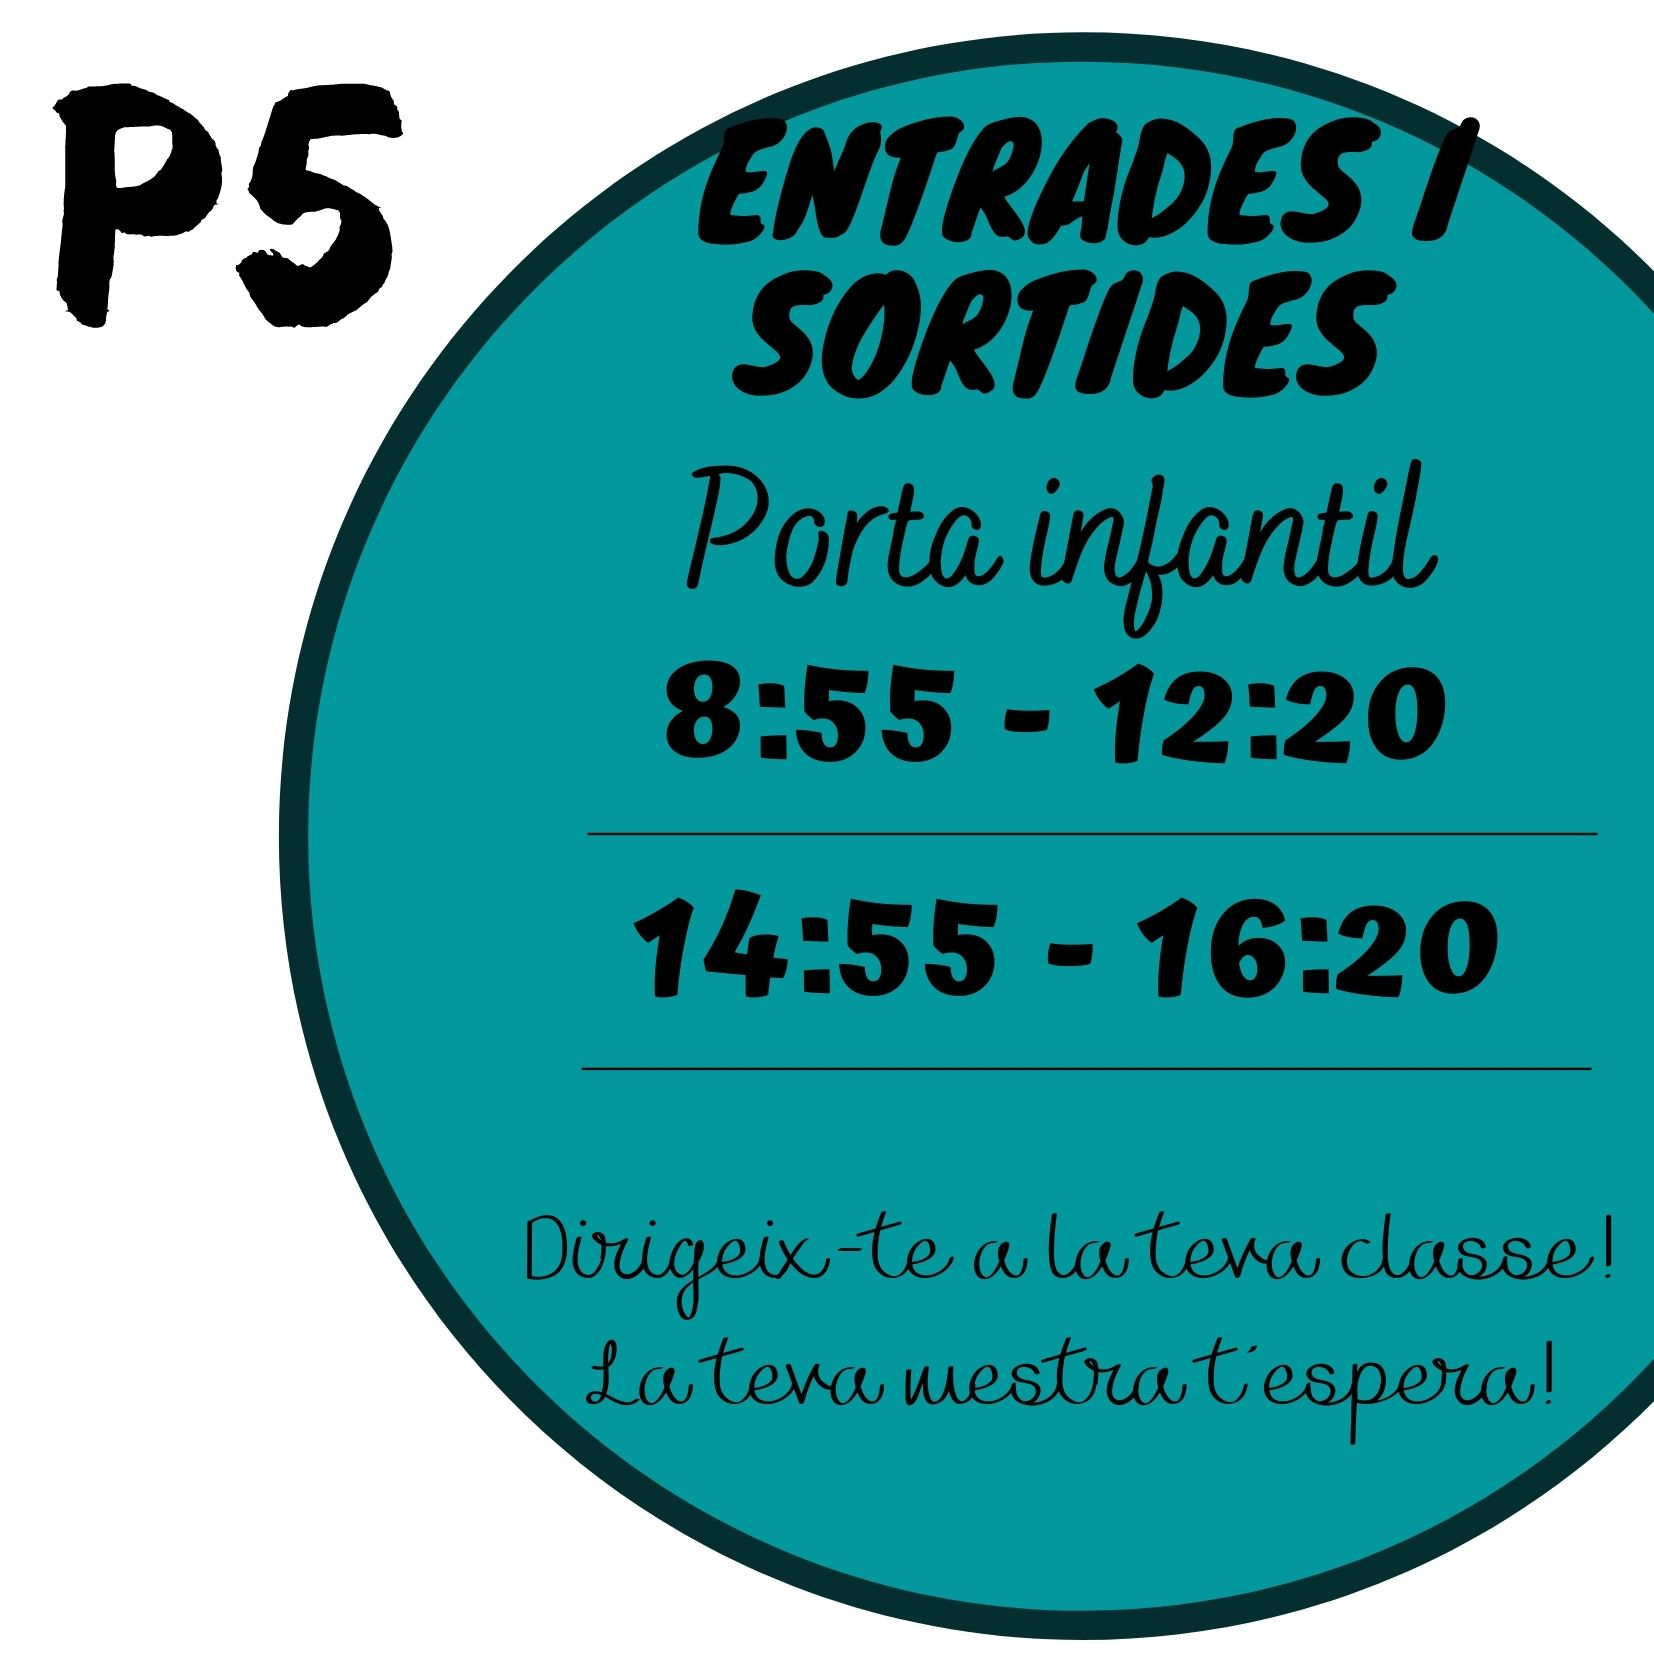 P5
ENTRADES I
SORTIDES
Porta infantil
8:55 - 12:20
14:55 - 16:20
Dirigeix-te a la teva classe!
La teva mestra t´espera!